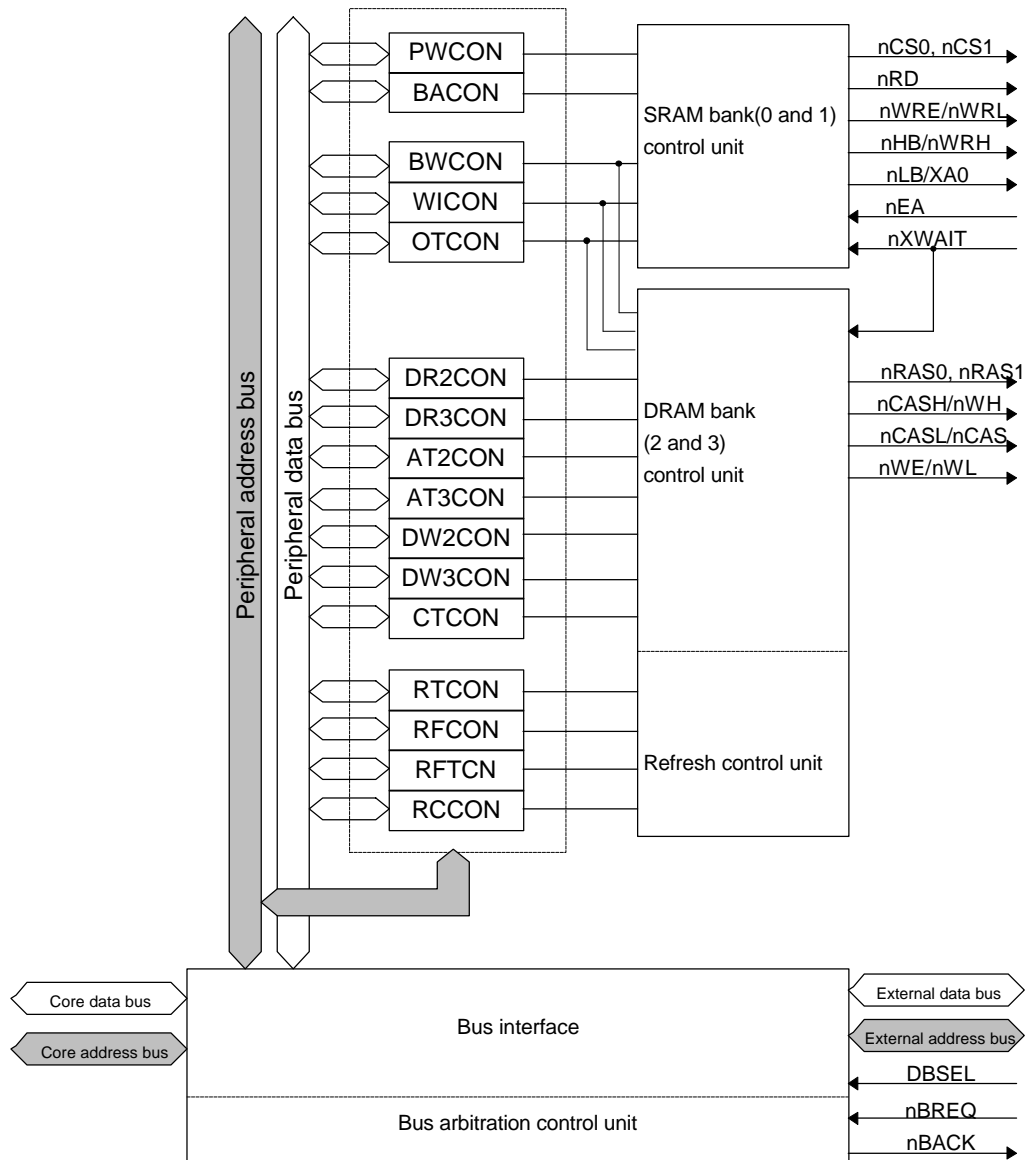 PWCON
BACON
BWCON
WICON
OTCON
SRAM bank(0 and 1)
control unit
nCS0, nCS1
nRD
nWRE/nWRL
nHB/nWRH
nLB/XA0
nEA
nXWAIT
Peripheral address bus
Peripheral data bus
DR2CON
DR3CON
AT2CON
AT3CON
DW2CON
DW3CON
CTCON
DRAM bank
(2 and 3)
control unit
nRAS0, nRAS1
nCASH/nWH
nCASL/nCAS
nWE/nWL
RTCON
RFCON
RFTCN
RCCON
Refresh control unit
Core data bus
Core address bus
Bus interface
External data bus
External address bus
DBSEL
Bus arbitration control unit
nBREQ
nBACK